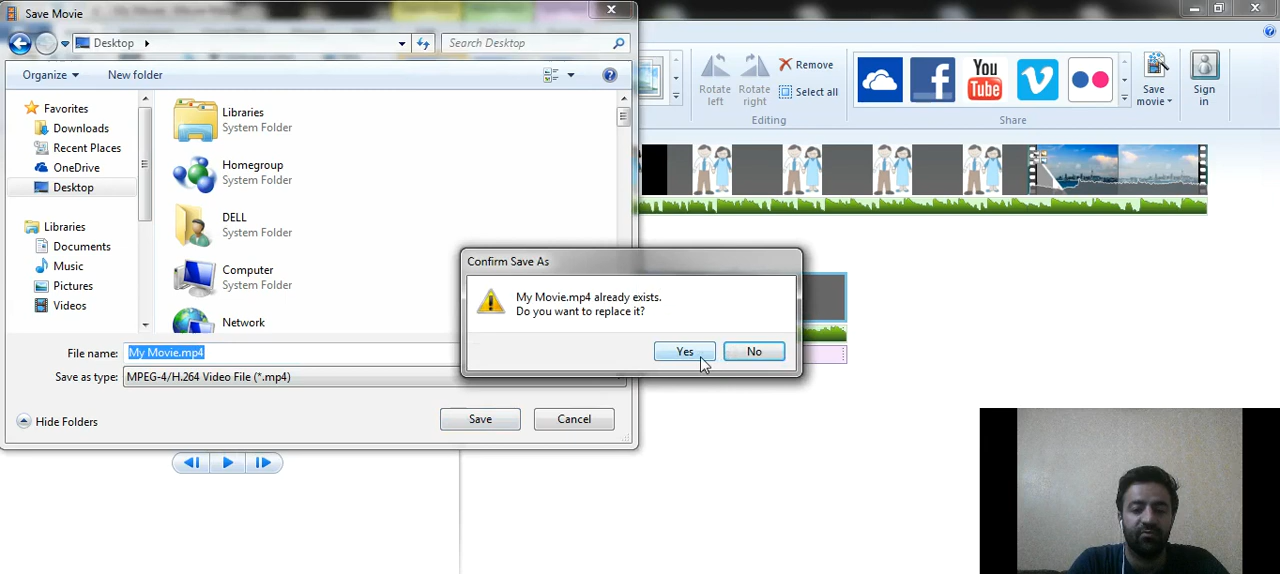 Save Movie
Desktop
Search Desktop
Organize
New folder
Favorites
Downloads
Recent Places
OneDrive
Desktop
Libraries
Documents
Music
Pictures
Videos
Libraries
System Folder
Homegroup
System Folder
DELL
System Folder
Computer
System Folder
Network
File name:
My Movie.mp4
Save as type:
MPEG-4/H.264 Video File (*.mp4)
Hide Folders
Save
Cancel
Confirm Save As
My Movie.mp4 already exists.
Do you want to replace it?
Yes
No
Rotate
left
Rotate
right
Remove
Select all
Editing
f
You
Tube
Share
Save
movie
Sign
in